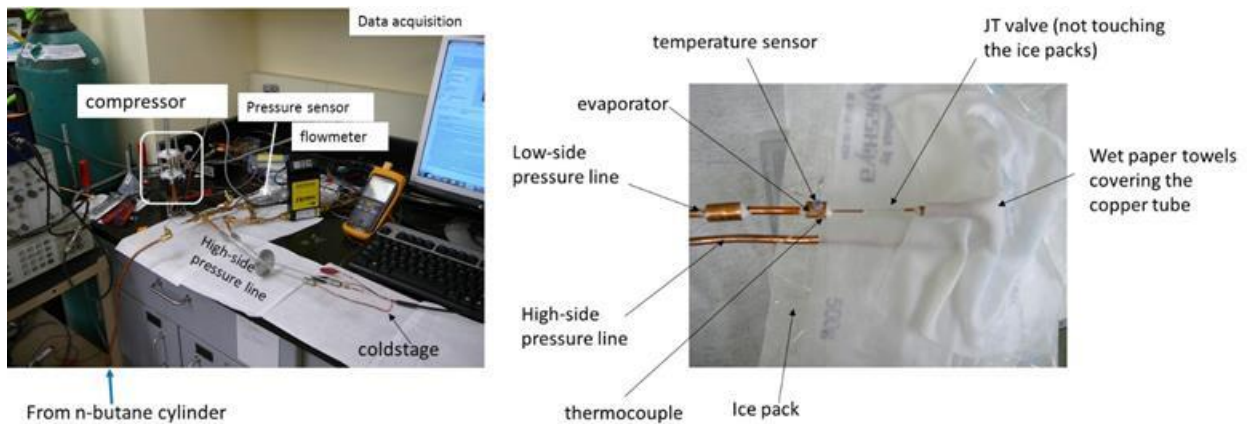 Data acquisition
compressor
Pressure sensor
flowmeter
High-side
pressure line
coldstage
From n-butane cylinder
temperature sensor
JT valve (not touching
the ice packs)
evaporator
Low-side
pressure line
Wet paper towels
covering the
copper tube
High-side
pressure line
thermocouple
Ice pack